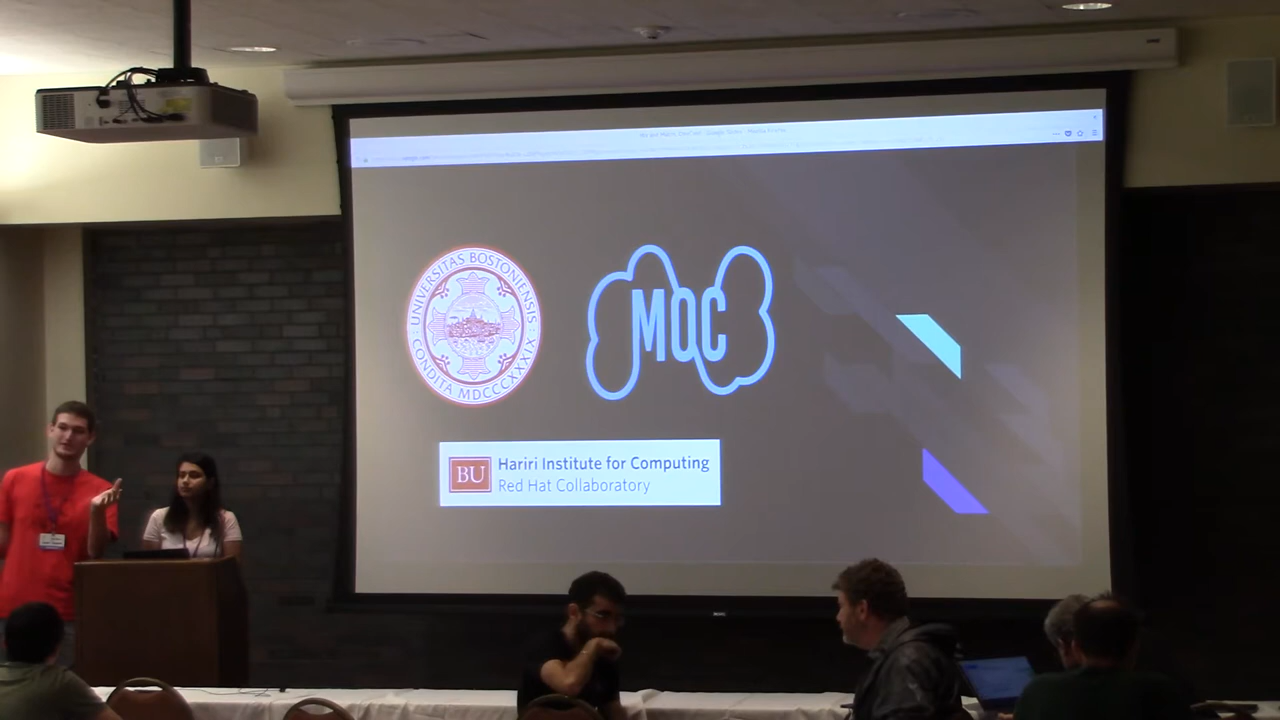 UNIVERSITAS BOSTONIENSIS
CONDITA MDCCCXXXIX
MOC
BU
Hariri Institute for Computing
Red Hat Collaboratory